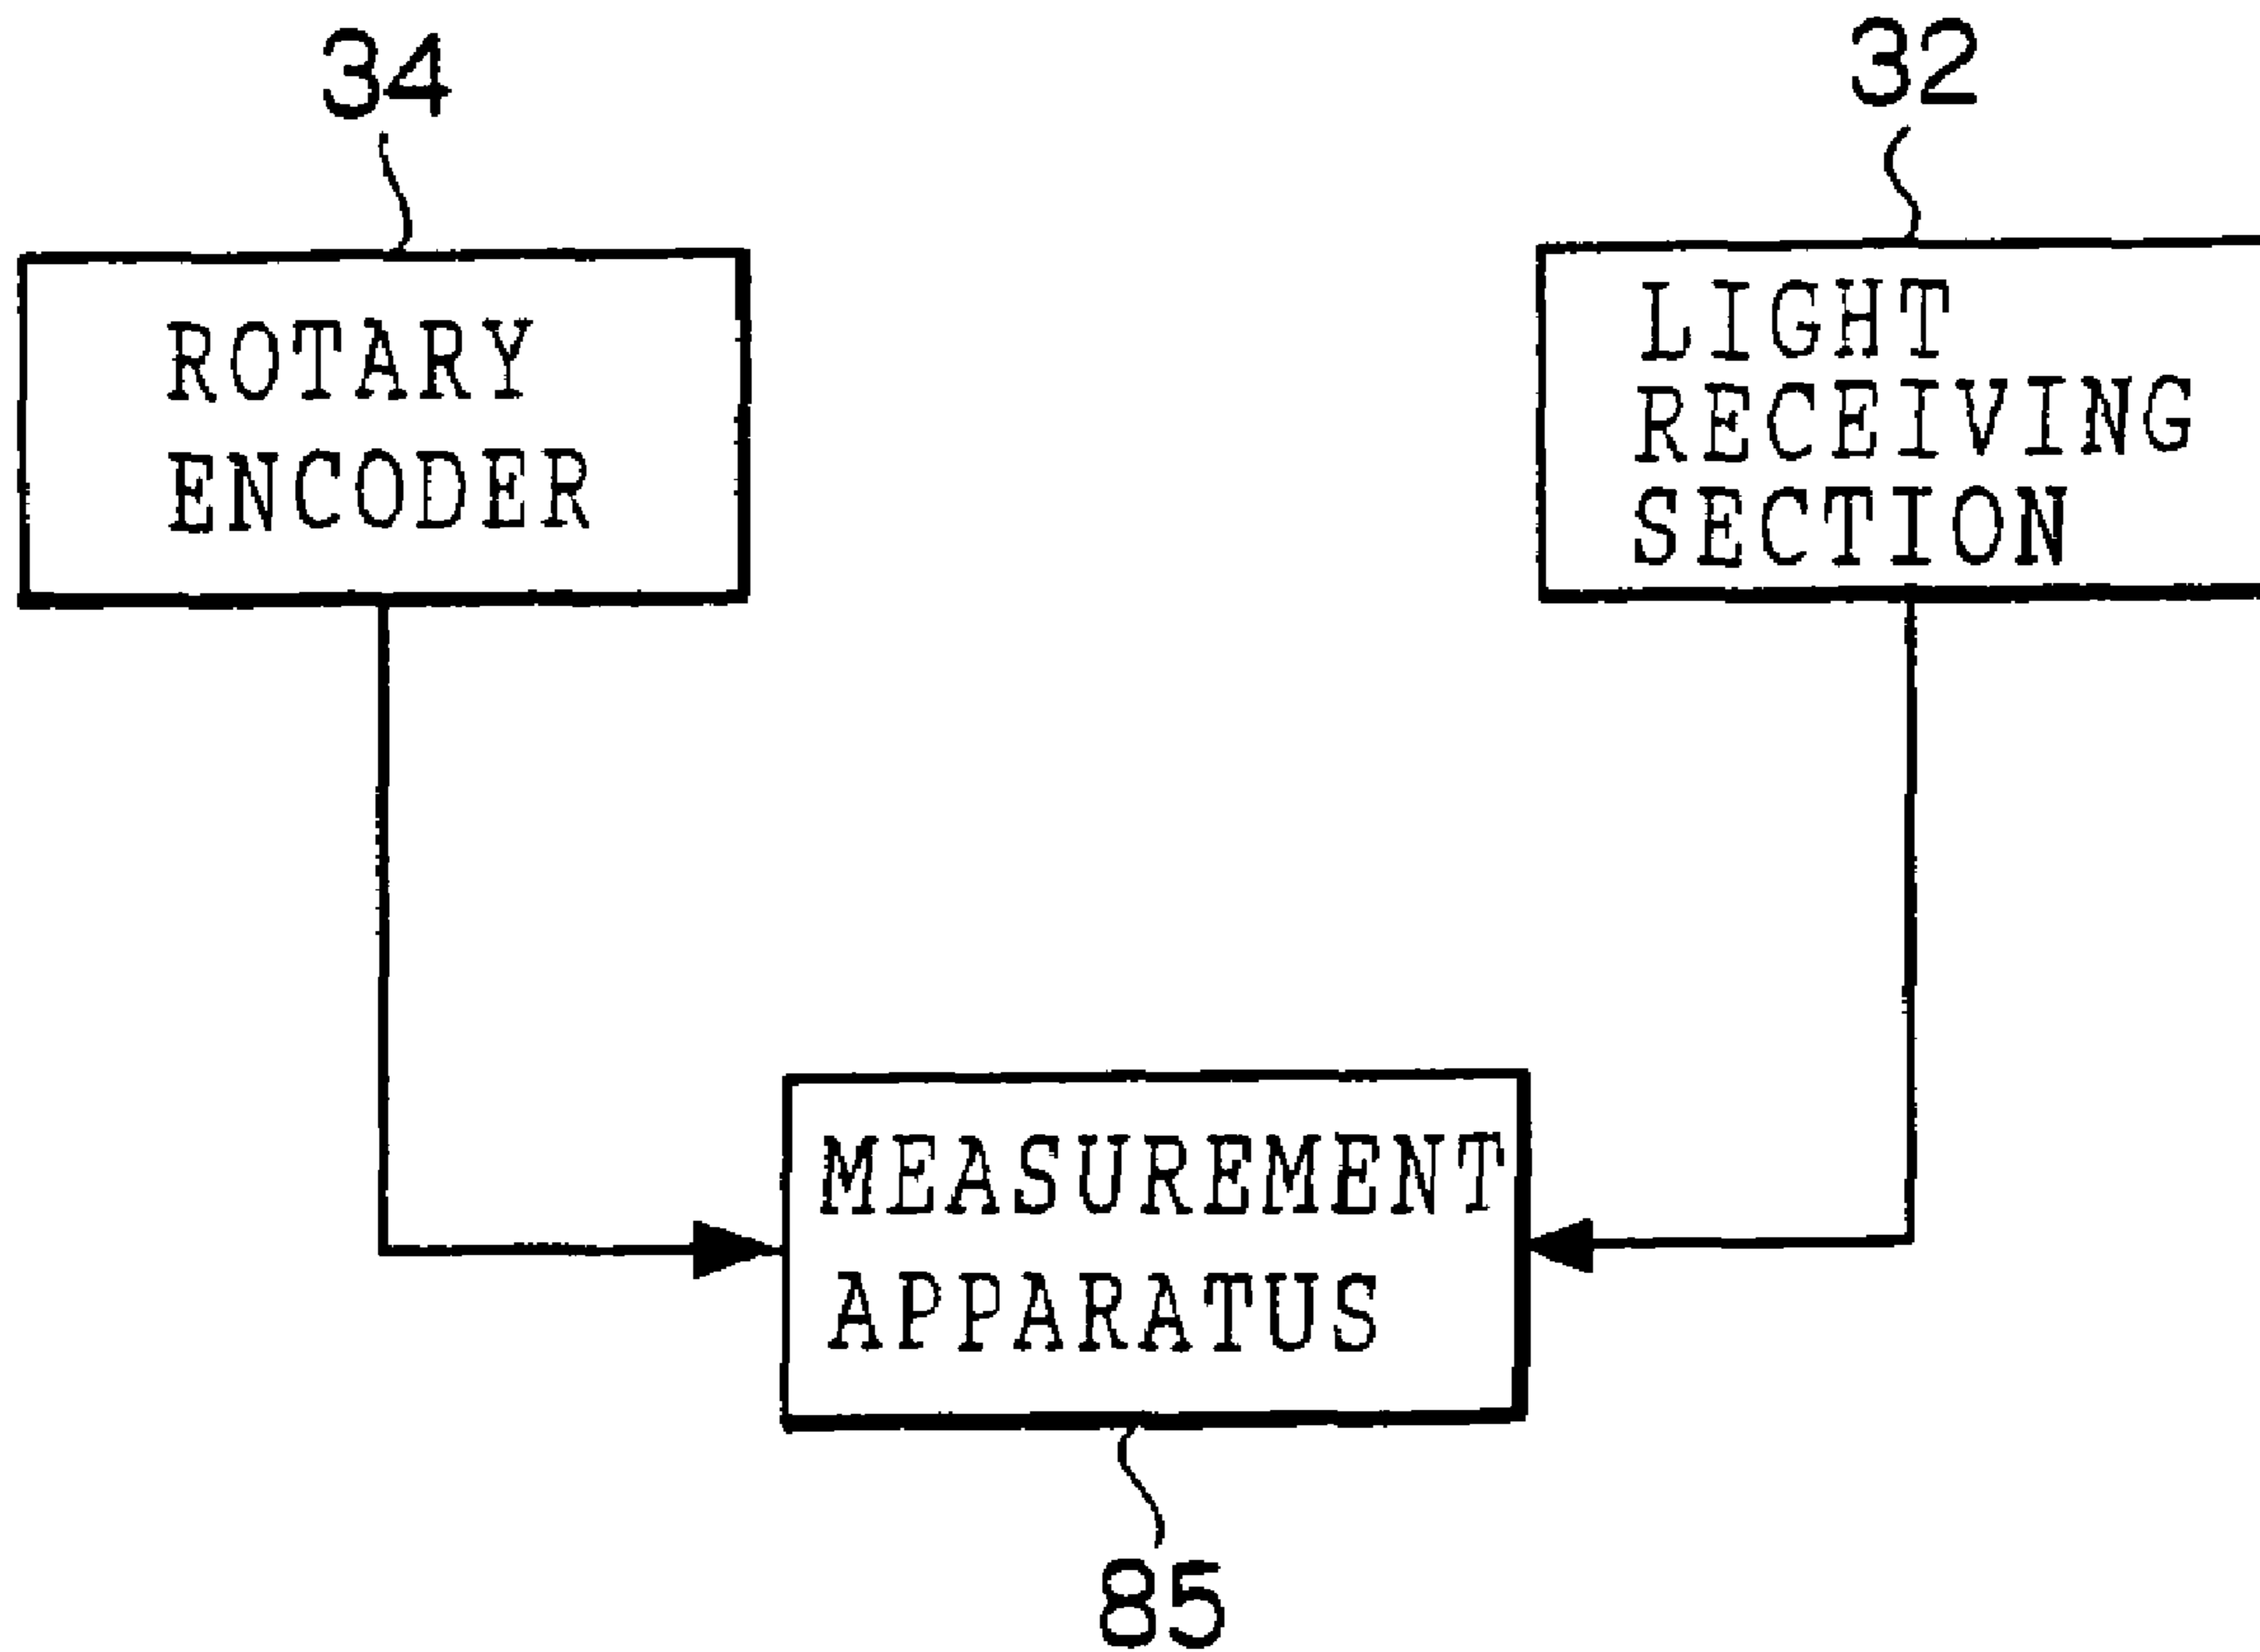 34
32
ROTARY
ENCODER
LIGHT
RECEIVING
SECTION
MEASUREMENT
APPARATUS
85